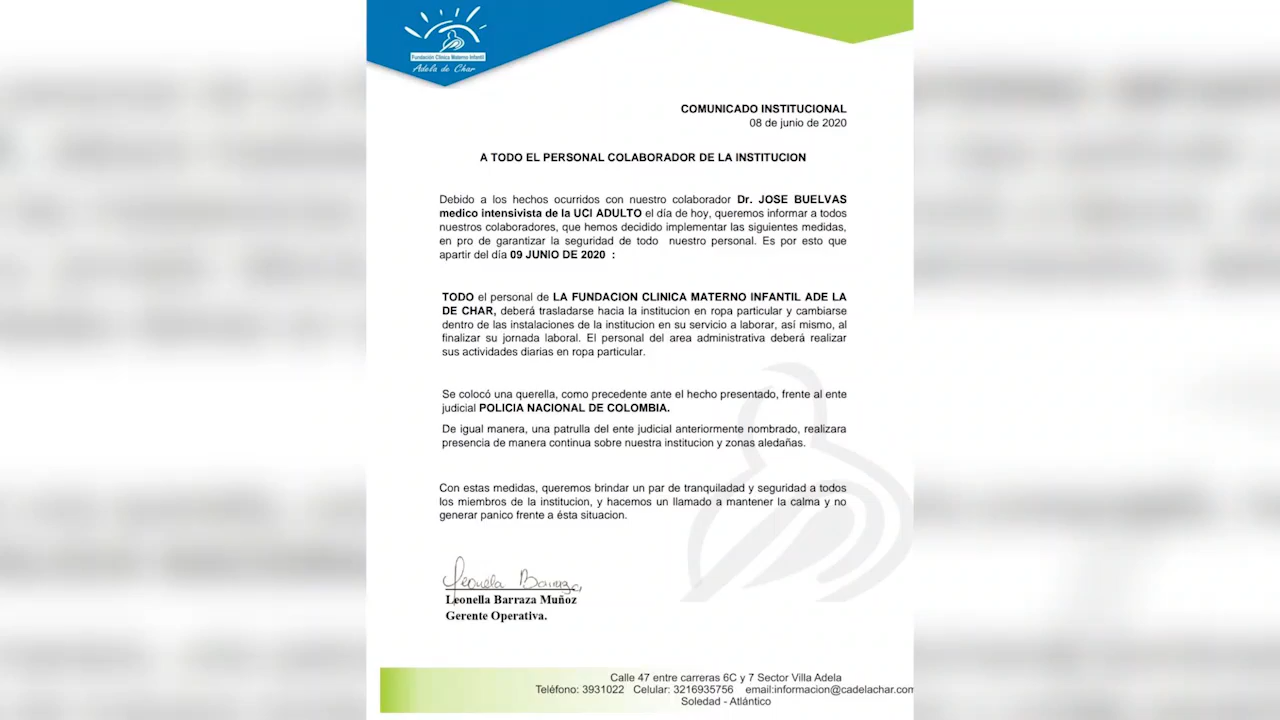 Fundación Clínica Materno Infantil
Adela de Char
COMUNICADO INSTITUCIONAL
08 de junio de 2020
A TODO EL PERSONAL COLABORADOR DE LA INSTITUCION
Debido a los hechos ocurridos con nuestro colaborador Dr. JOSE BUELVAS
medico intensivista de la UCI ADULTO el día de hoy, queremos informar a todos
nuestros colaboradores, que hemos decidido implementar las siguientes medidas,
en pro de garantizar la seguridad de todo nuestro personal. Es por esto que
apartir del día 09 JUNIO DE 2020 :
TODO el personal de LA FUNDACION CLINICA MATERNO INFANTIL ADE LA
DE CHAR, deberá trasladarse hacia la institucion en ropa particular y cambiarse
dentro de las instalaciones de la institucion en su servicio a laborar, así mismo, al
finalizar su jornada laboral. El personal del area administrativa deberá realizar
sus actividades diarias en ropa particular.
Se colocó una querella, como precedente ante el hecho presentado, frente al ente
judicial POLICIA NACIONAL DE COLOMBIA.
De igual manera, una patrulla del ente judicial anteriormente nombrado, realizara
presencia de manera continua sobre nuestra institucion y zonas aledañas.
Con estas medidas, queremos brindar un par de tranquiladad y seguridad a todos
los miembros de la institucion, y hacemos un llamado a mantener la calma y no
generar panico frente a ésta situacion.
Leonela Barraza
Leonella Barraza Muñoz
Gerente Operativa.
Calle 47 entre carreras 6C y 7 Sector Villa Adela
Teléfono: 3931022 Celular: 3216935756 email:informacion@cadelachar.com
Soledad - Atlántico